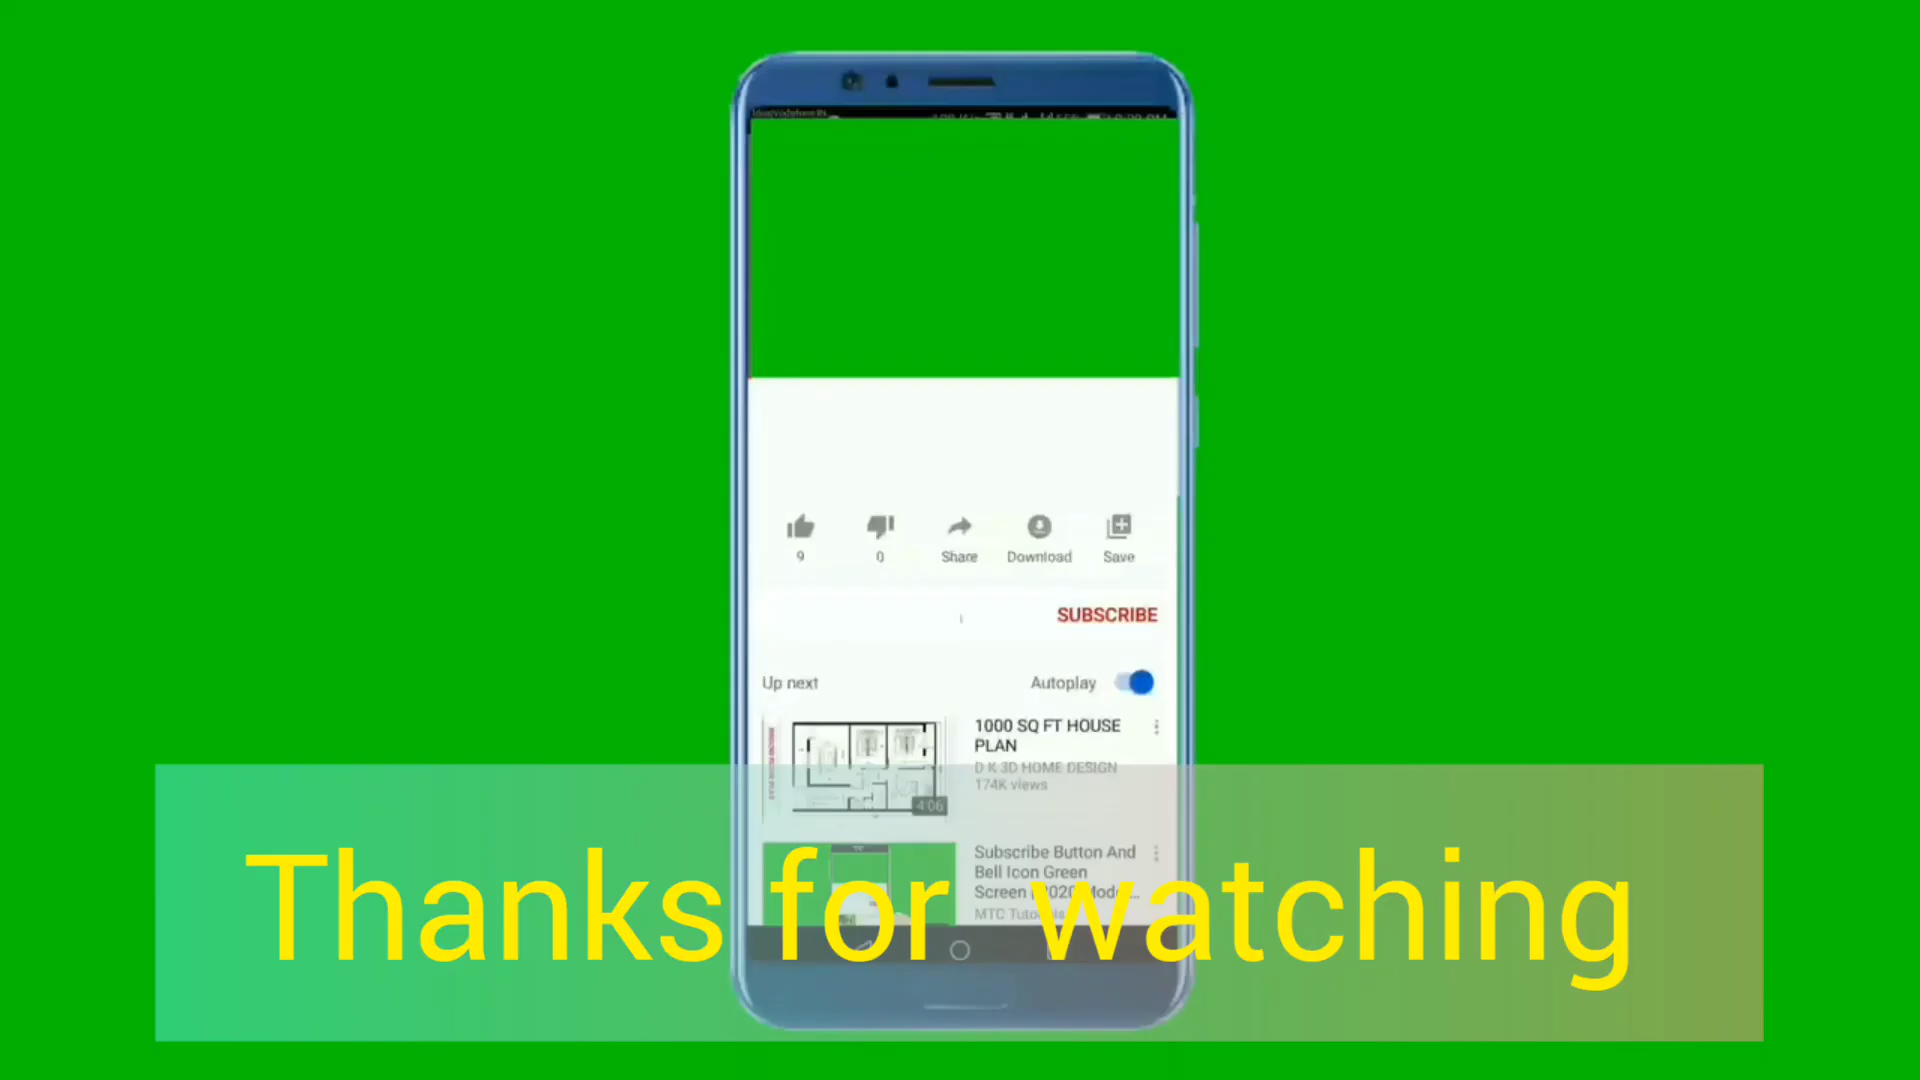 9
0
Share
Download
Save
SUBSCRIBE
Up next
Autoplay
1000 SQ FT HOUSE
PLAN
D K 3D HOME DESIGN
174K views
4:06
Subscribe Button And
Bell Icon Green
Screen
MTC
Thanks for watching